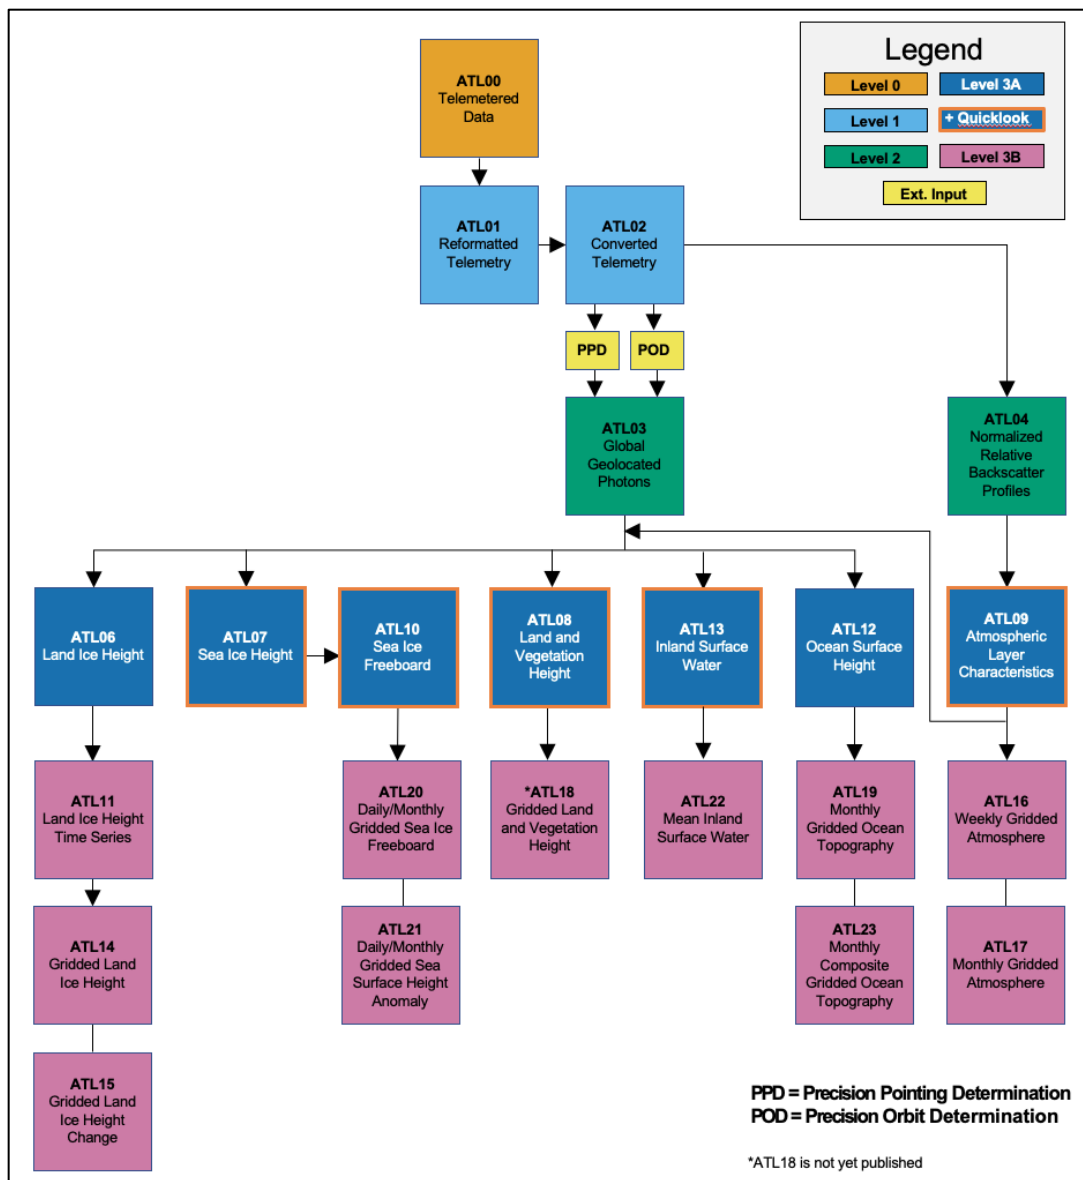 Legend
Level 0
Level 3A
Level 1
+ Quicklook
Level 2
Level 3B
Ext. Input
ATL00
Telemetered
Data
ATL01
Reformatted
Telemetry
ATL02
Converted
Telemetry
PPD
POD
ATL03
Global
Geolocated
Photons
ATL04
Normalized
Relative
Backscatter
Profiles
ATL06
Land Ice Height
ATL07
Sea Ice Height
ATL10
Sea Ice
Freeboard
ATL08
Land and
Vegetation
Height
ATL13
Inland Surface
Water
ATL12
Ocean Surface
Height
ATL09
Atmospheric
Layer
Characteristics
ATL11
Land Ice Height
Time Series
ATL20
Daily/Monthly
Gridded Sea Ice
Freeboard
*ATL18
Gridded Land
and Vegetation
Height
ATL22
Mean Inland
Surface Water
ATL19
Monthly
Gridded Ocean
Topography
ATL16
Weekly Gridded
Atmosphere
ATL14
Gridded Land
Ice Height
ATL21
Daily/Monthly
Gridded Sea
Surface Height
Anomaly
ATL23
Monthly
Composite
Gridded Ocean
Topography
ATL17
Monthly Gridded
Atmosphere
ATL15
Gridded Land
Ice Height
Change
PPD = Precision Pointing Determination
POD = Precision Orbit Determination
*ATL18 is not yet published